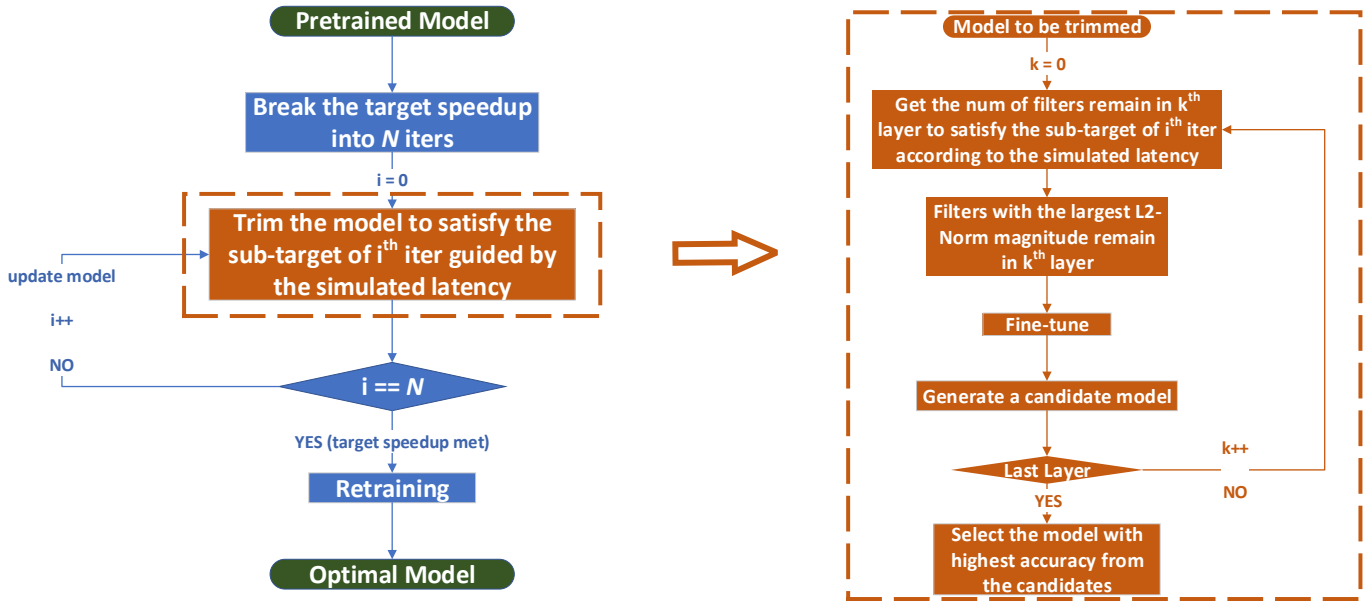 Pretrained Model
Break the target speedup
into N iters
i = 0
Trim the model to satisfy the
sub-target of iᵗʰ iter guided by
the simulated latency
update model
i++
NO
i == N
YES (target speedup met)
Retraining
Optimal Model
Model to be trimmed
k = 0
Get the num of filters remain in kᵗʰ
layer to satisfy the sub-target of iᵗʰ iter
according to the simulated latency
Filters with the largest L2-
Norm magnitude remain
in kᵗʰ layer
Fine-tune
Generate a candidate model
Last Layer
k++
NO
YES
Select the model with
highest accuracy from
the candidates